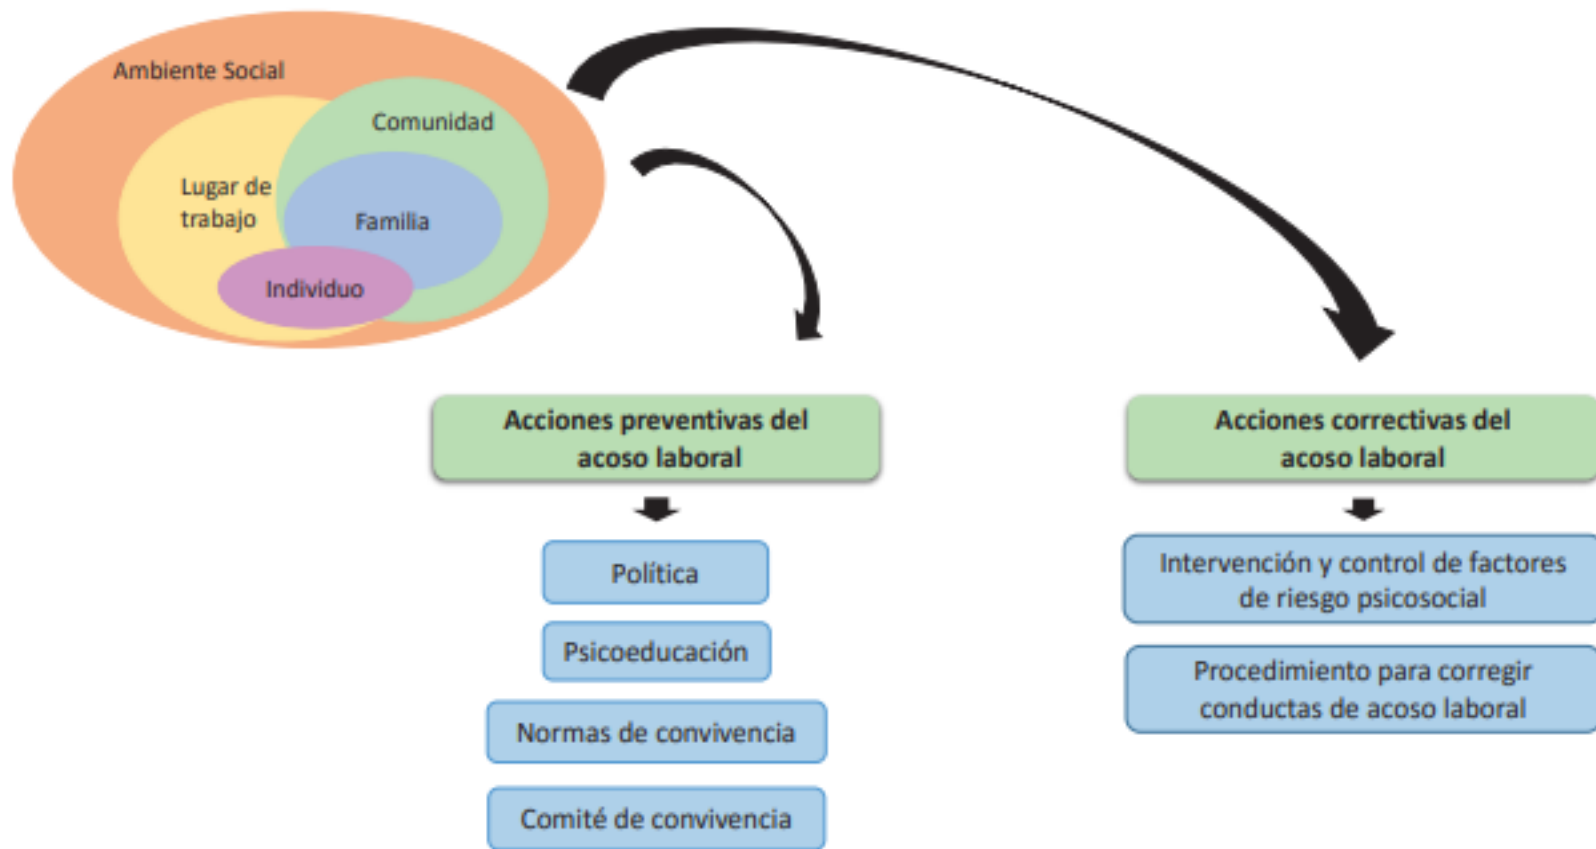 Ambiente Social
Comunidad
Lugar de
trabajo
Familia
Individuo
Acciones preventivas del
acoso laboral
Política
Psicoeducación
Normas de convivencia
Comité de convivencia
Acciones correctivas del
acoso laboral
Intervención y control de factores
de riesgo psicosocial
Procedimiento para corregir
conductas de acoso laboral